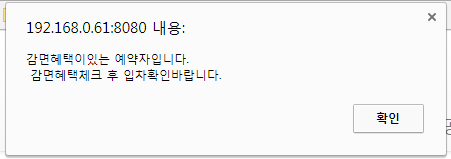 192.168.0.61:8080 내용:
감면혜택이있는 예약자입니다.
감면혜택체크 후 입차확인바랍니다.
확인